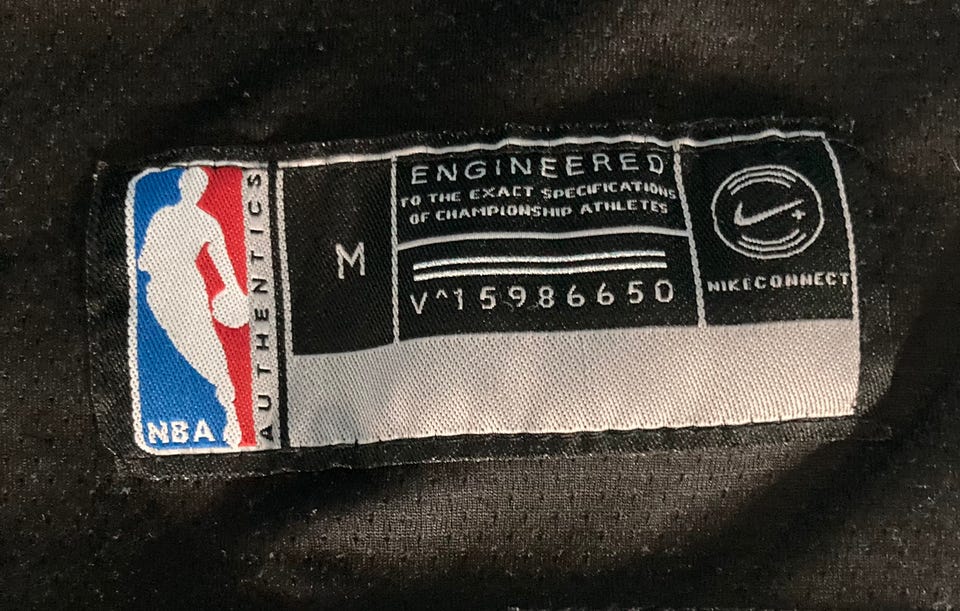 NBA
AUTHENTICS
M
ENGINEERED
TO THE EXACT SPECIFICATIONS
OF CHAMPIONSHIP ATHLETES
V^15986650
NIKECONNECT